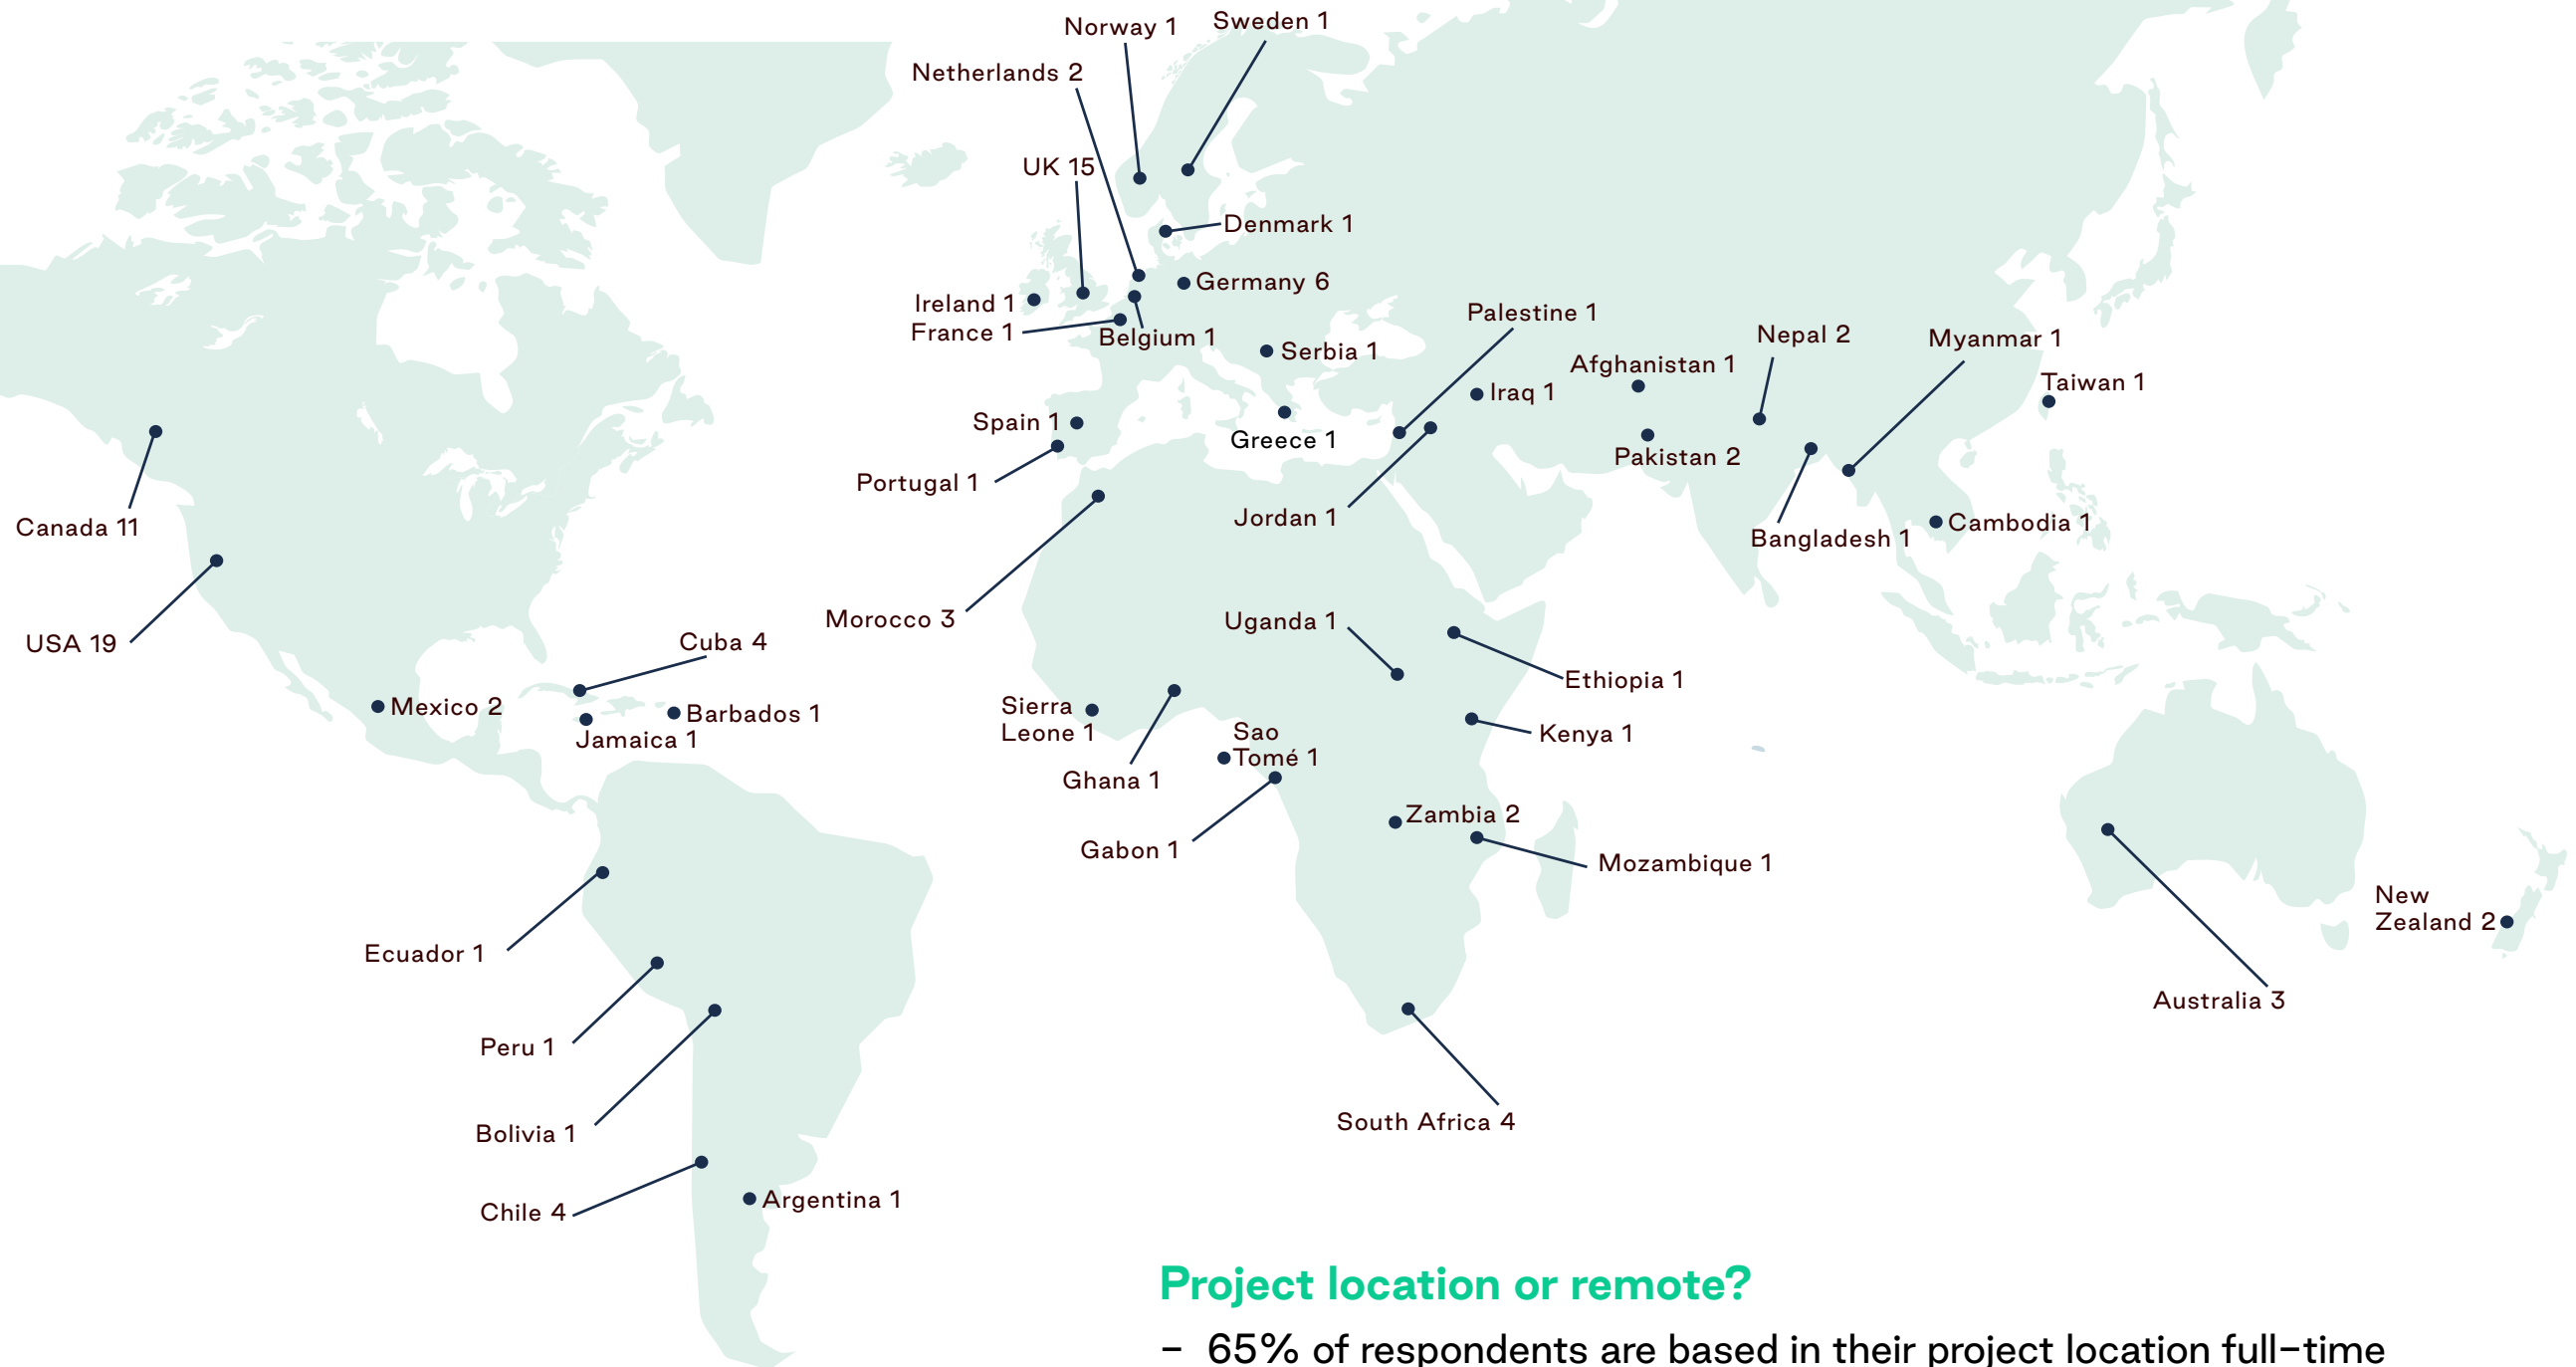 Norway 1
Sweden 1
Netherlands 2
UK 15
Denmark 1
Germany 6
Ireland 1
France 1
Belgium 1
Serbia 1
Palestine 1
Nepal 2
Myanmar 1
Afghanistan 1
Iraq 1
Taiwan 1
Spain 1
Greece 1
Pakistan 2
Portugal 1
Jordan 1
Bangladesh 1
Cambodia 1
Canada 11
USA 19
Morocco 3
Uganda 1
Cuba 4
Ethiopia 1
Mexico 2
Barbados 1
Jamaica 1
Sierra
Leone 1
Sao
Tomé 1
Kenya 1
Ghana 1
Gabon 1
Zambia 2
Mozambique 1
New
Zealand 2
Ecuador 1
Australia 3
Peru 1
Bolivia 1
South Africa 4
Chile 4
Argentina 1
Project location or remote?
– 65% of respondents are based in their project location full-time